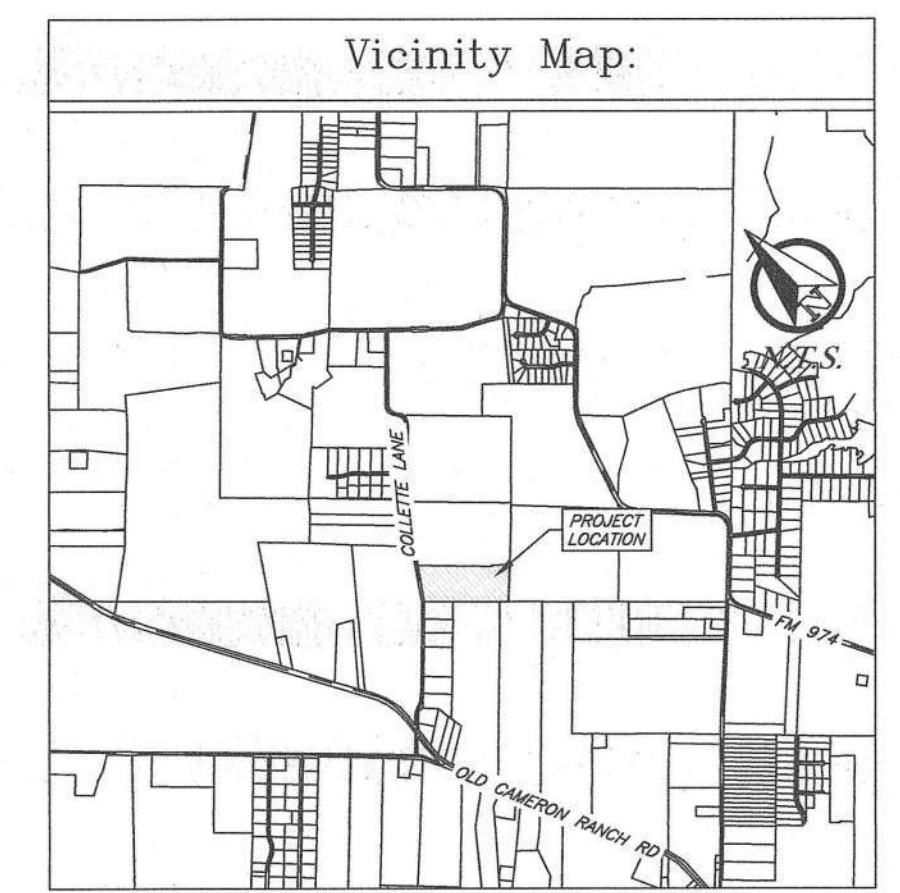 Vicinity Map:
N
N.T.S.
COLLETTE LANE
PROJECT
LOCATION
FM 974
OLD CAMERON RANCH RD